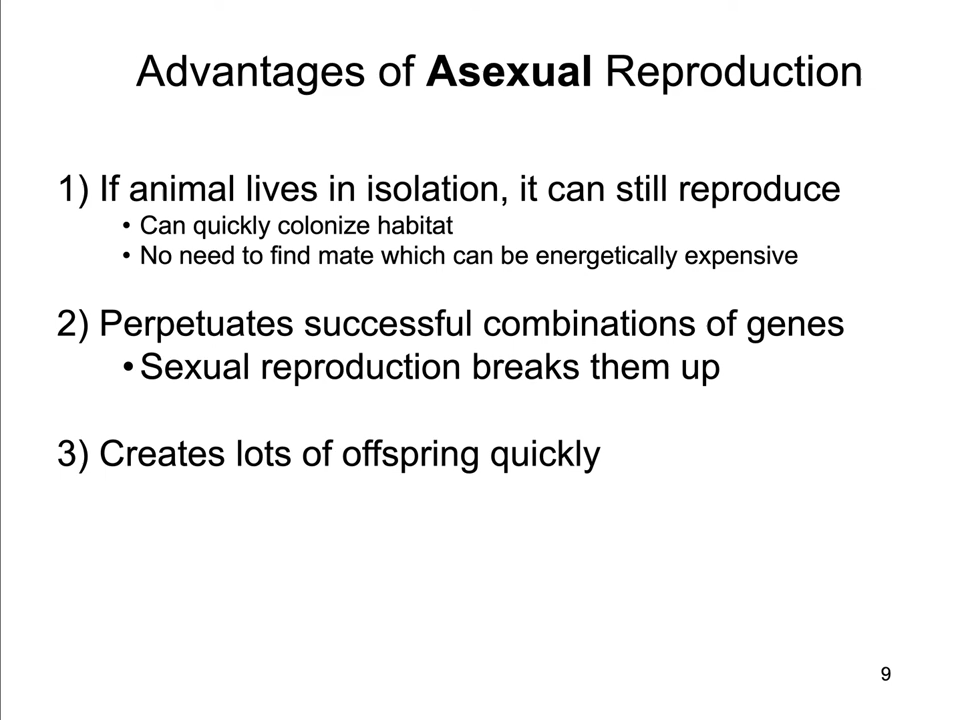 Advantages of Asexual Reproduction
1) If animal lives in isolation, it can still reproduce
• Can quickly colonize habitat
• No need to find mate which can be energetically expensive
2) Perpetuates successful combinations of genes
• Sexual reproduction breaks them up
3) Creates lots of offspring quickly
9